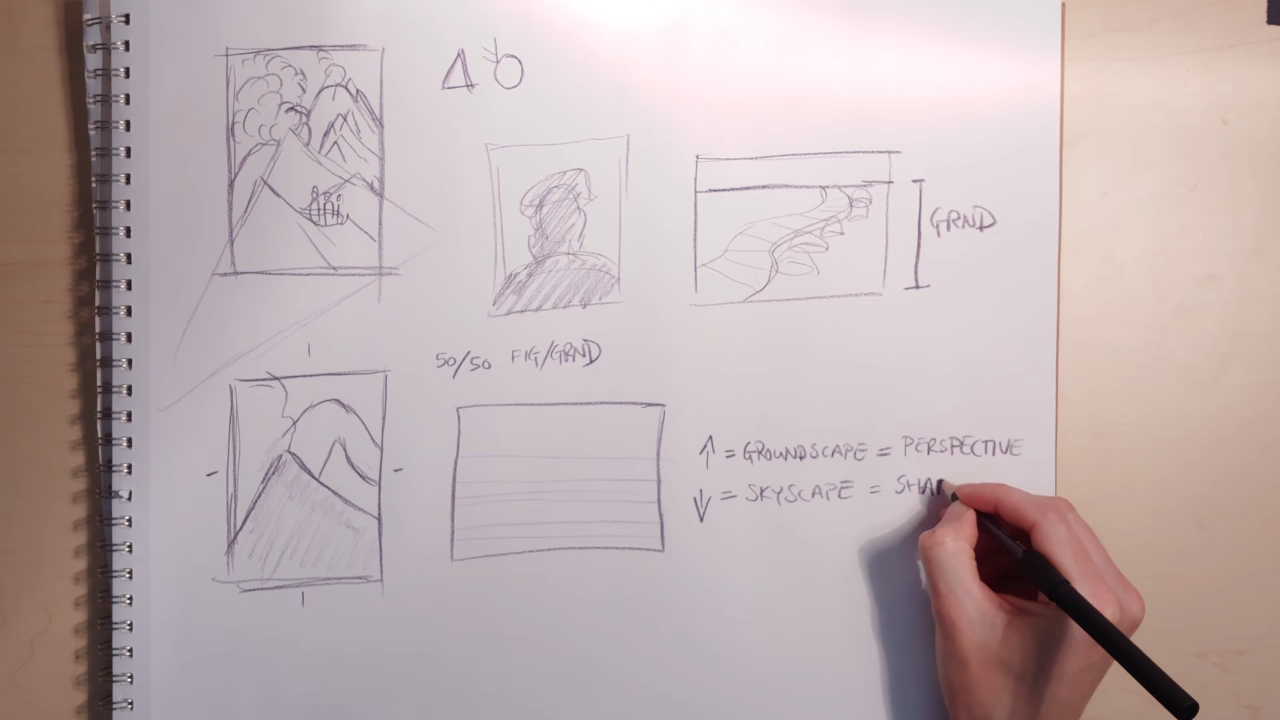 GRND
50/50 FIG/GRND
↑ = GROUNDSCAPE = PERSPECTIVE
↓ = SKYSCAPE = SHA